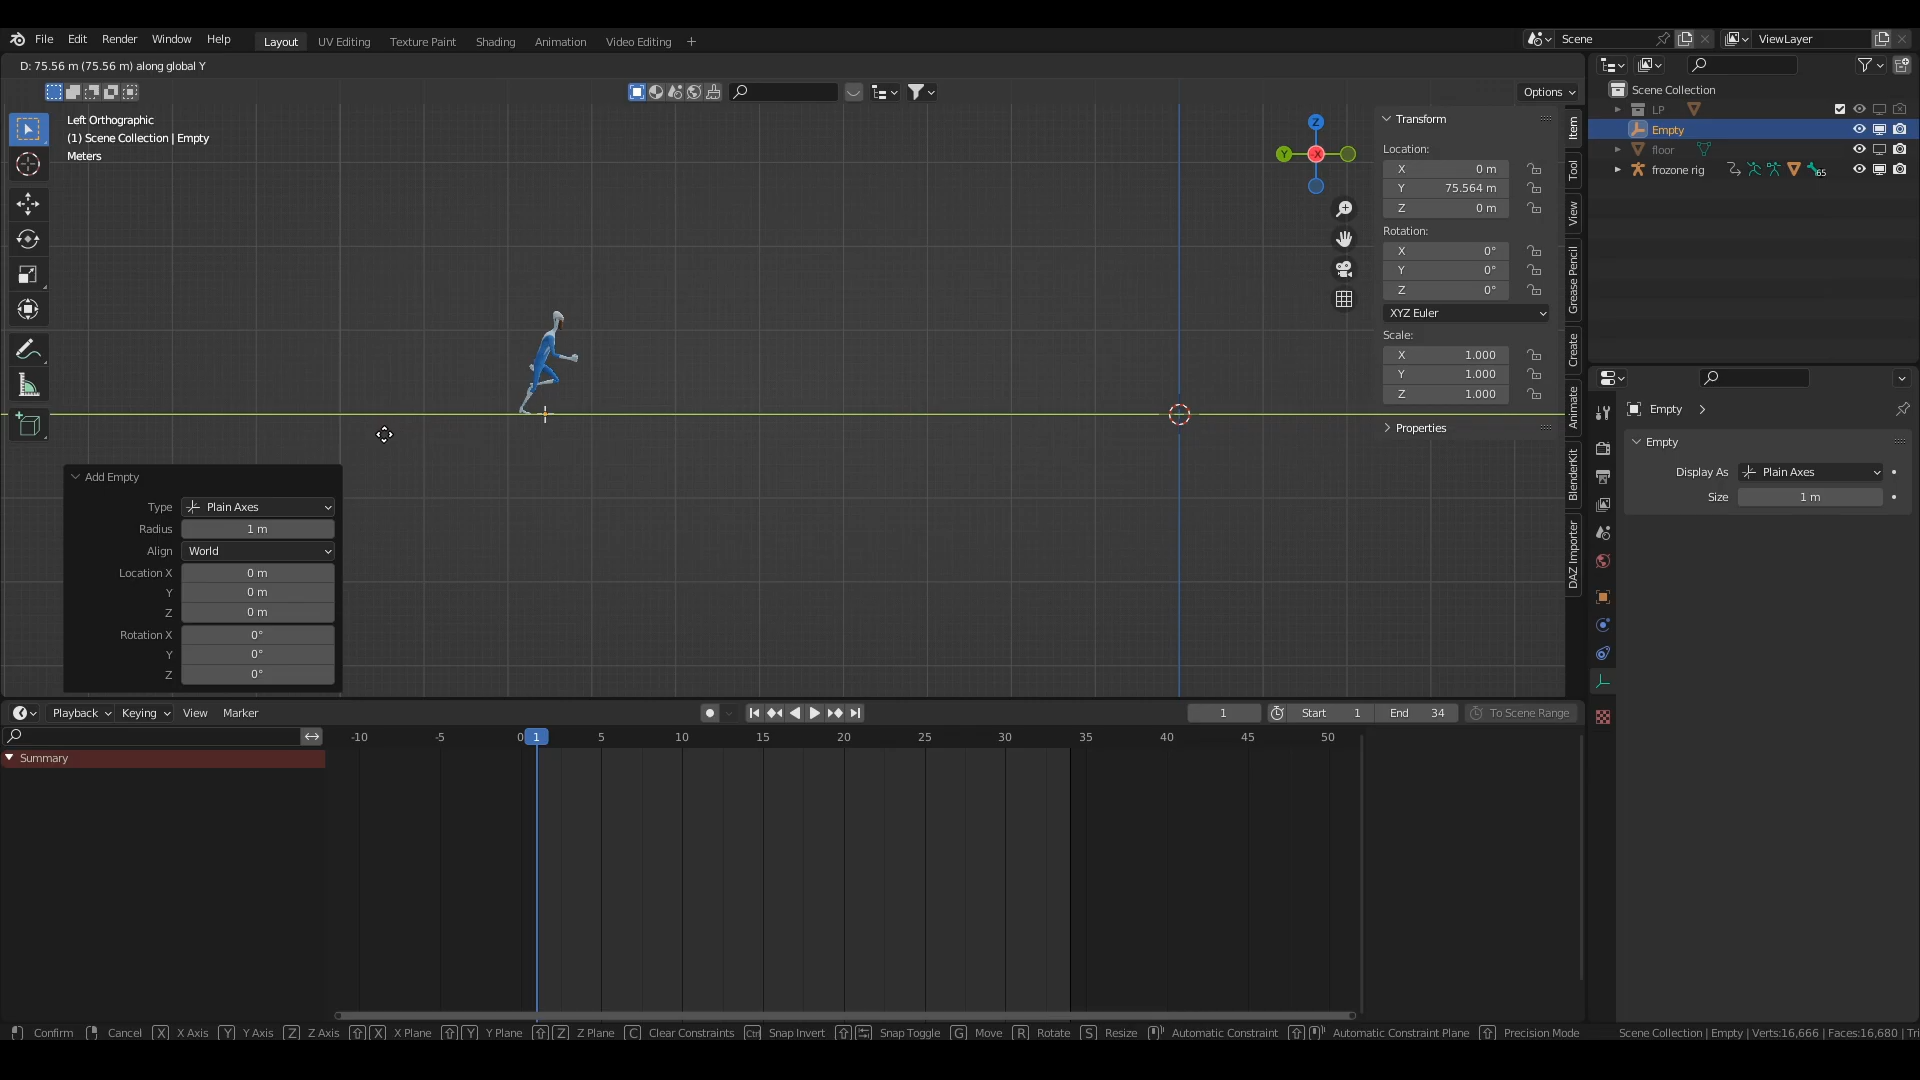 File Edit Render Window Help Layout UV Editing Texture Paint Shading Animation Video Editing + Scene ViewLayer
D: 75.56 m (75.56 m) along global Y
Options
Left Orthographic
(1) Scene Collection | Empty
Meters
Z
Y
X
Transform
Location:
X 0 m
Y 75.564 m
Z 0 m
Rotation:
X 0°
Y 0°
Z 0°
XYZ Euler
Scale:
X 1.000
Y 1.000
Z 1.000
Properties
Item
Tool
View
Grease Pencil
Create
Animate
BlenderKit
DAZ Importer
Scene Collection
LP
Empty
floor
frozone rig 65
Empty
Empty
Display As Plain Axes
Size 1 m
Add Empty
Type Plain Axes
Radius 1 m
Align World
Location X 0 m
Y 0 m
Z 0 m
Rotation X 0°
Y 0°
Z 0°
Playback Keying View Marker 1 Start 1 End 34 To Scene Range
-10 -5 0 1 5 10 15 20 25 30 35 40 45 50
Summary
Confirm Cancel X X Axis Y Y Axis Z Z Axis X X Plane Y Y Plane Z Z Plane C Clear Constraints Ctrl Snap Invert Snap Toggle G Move R Rotate S Resize Automatic Constraint Automatic Constraint Plane Precision Mode Scene Collection | Empty | Verts:16,666 | Faces:16,680 | Tri